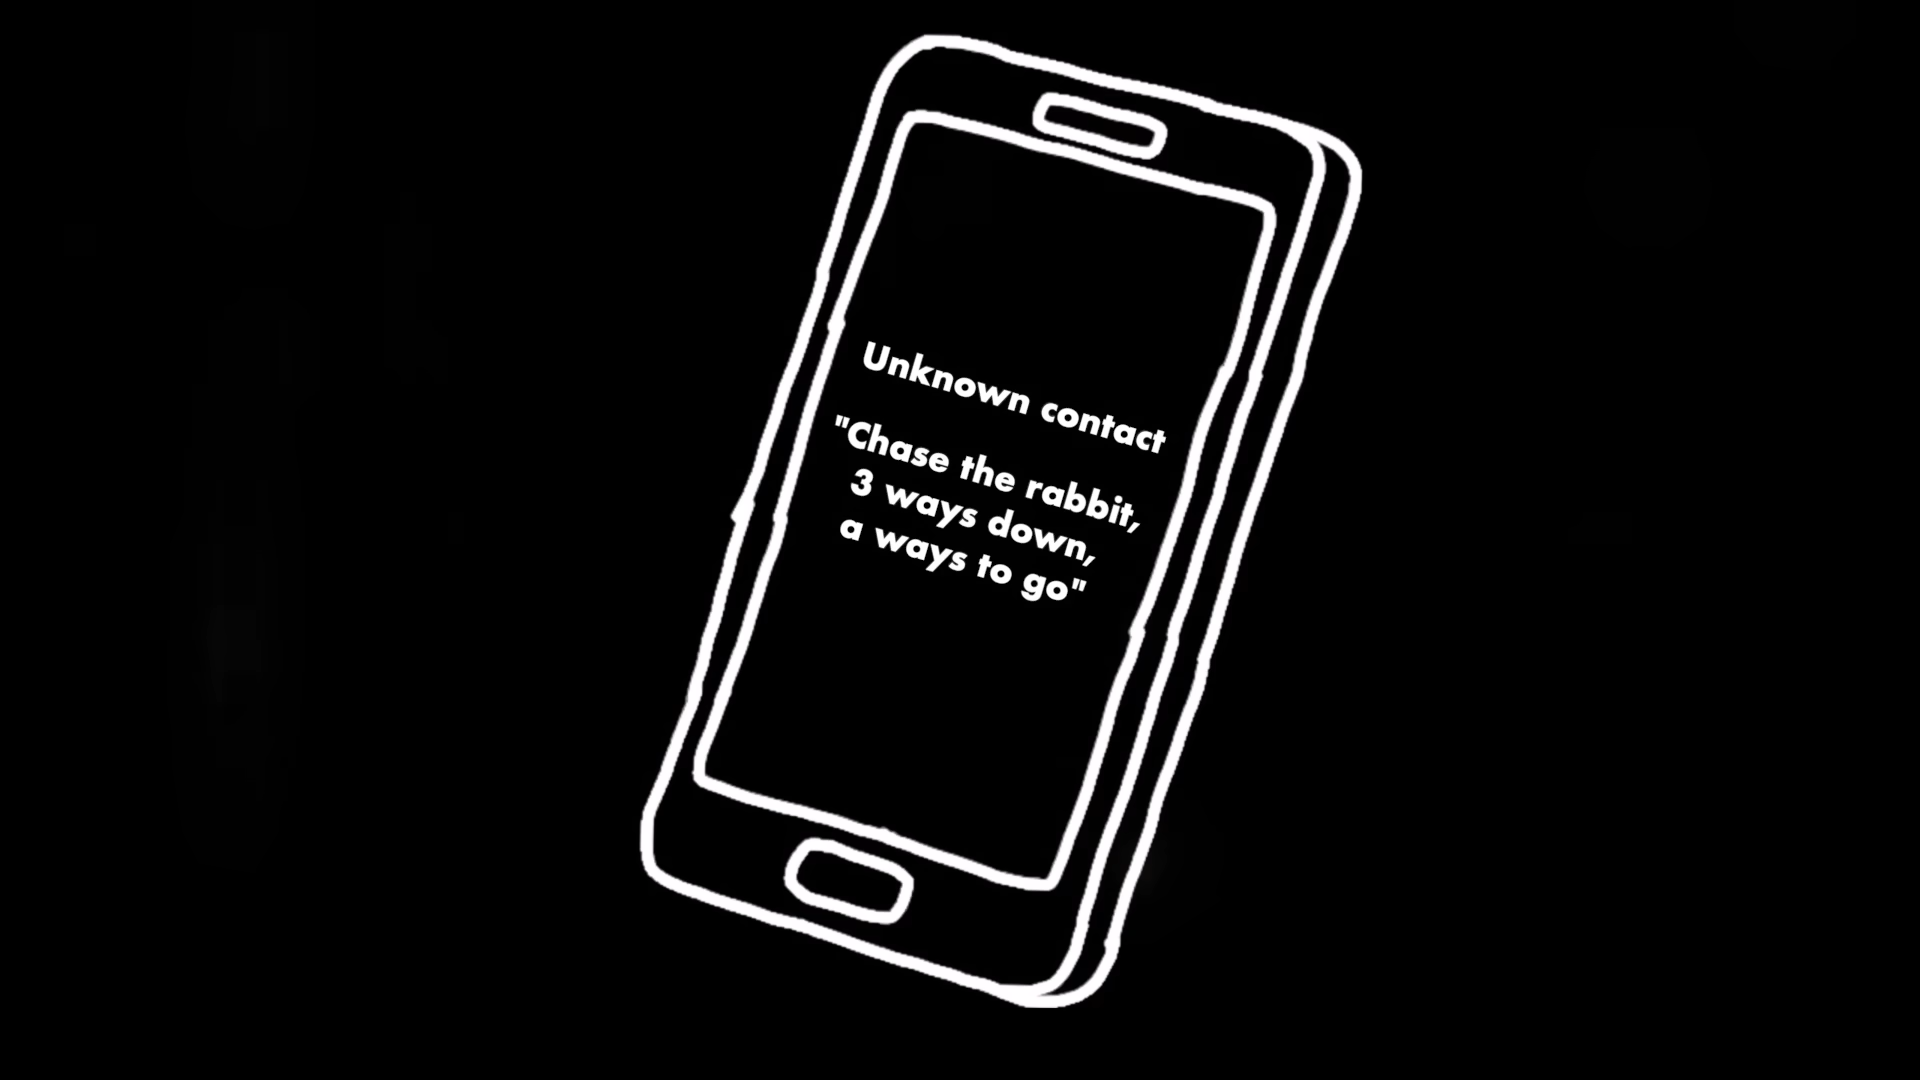 Unknown contact
"Chase the rabbit,
3 ways down,
a ways to go"